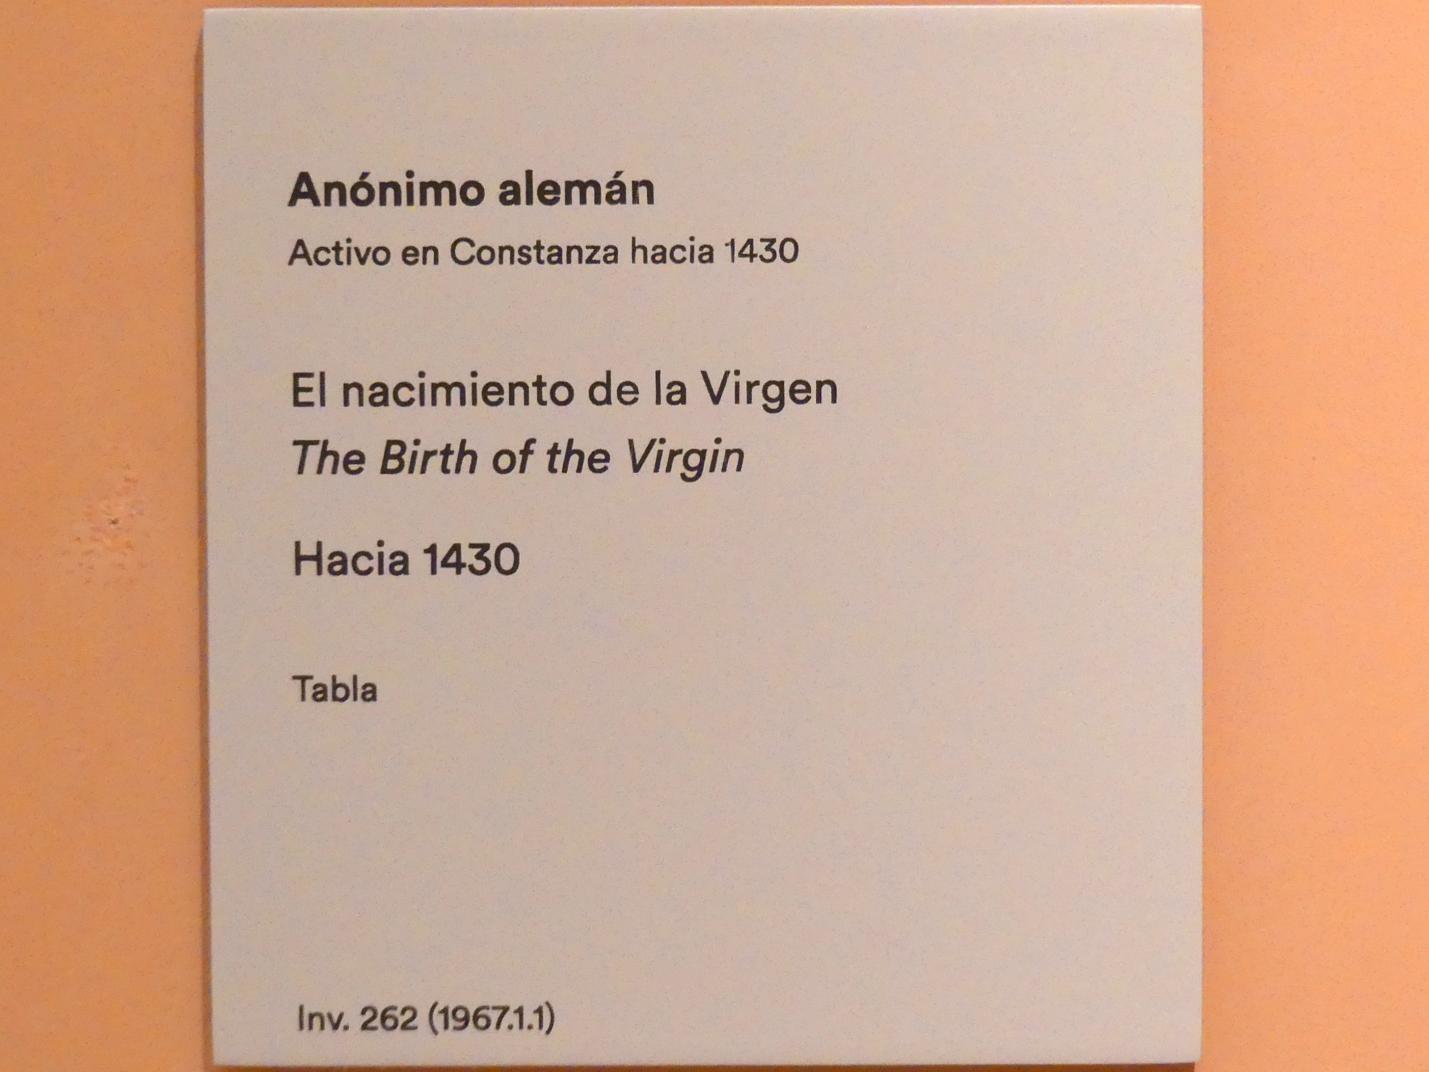 Anónimo alemán
Activo en Constanza hacia 1430
El nacimiento de la Virgen
The Birth of the Virgin
Hacia 1430
Tabla
Inv. 262 (1967.1.1)